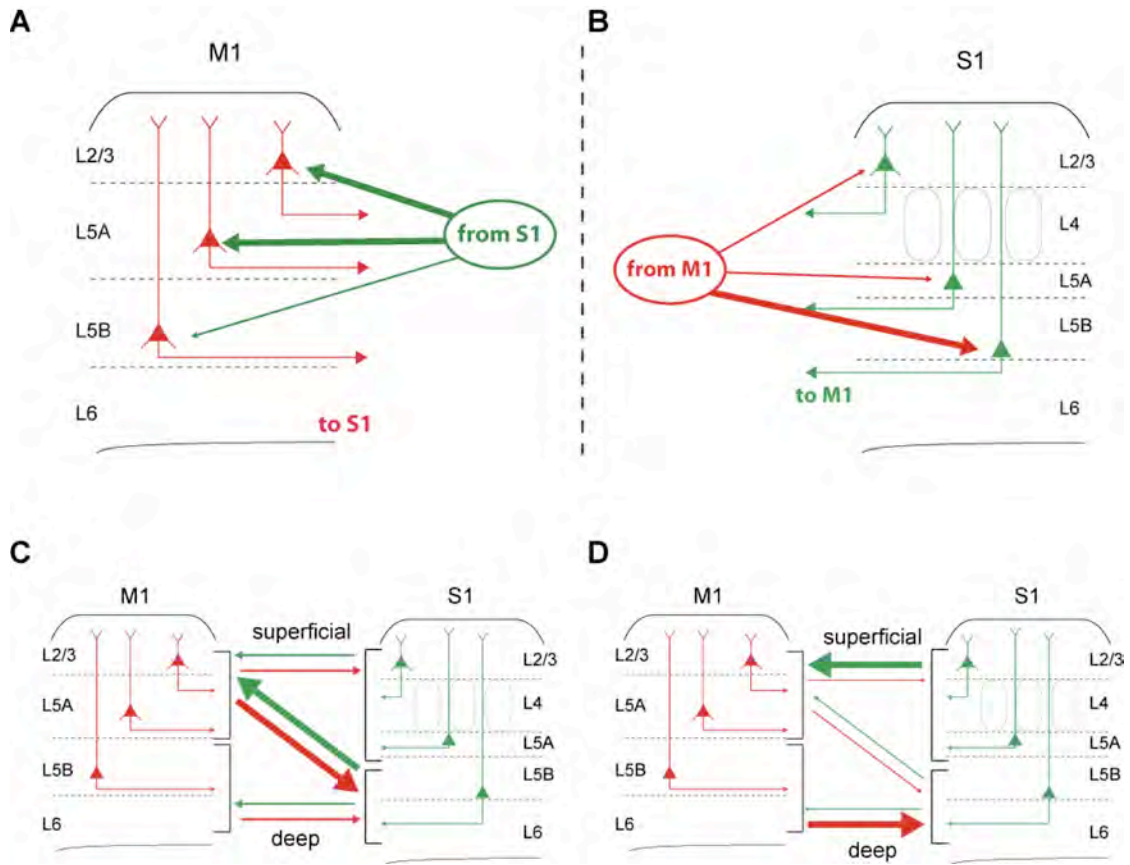 A
M1
L2/3
L5A
L5B
L6
from S1
to S1
B
S1
L2/3
L4
L5A
L5B
L6
from M1
to M1
C
M1
S1
superficial
L2/3
L5A
L5B
L6
L2/3
L4
L5A
L5B
L6
deep
D
M1
S1
superficial
L2/3
L5A
L5B
L6
L2/3
L4
L5A
L5B
L6
deep